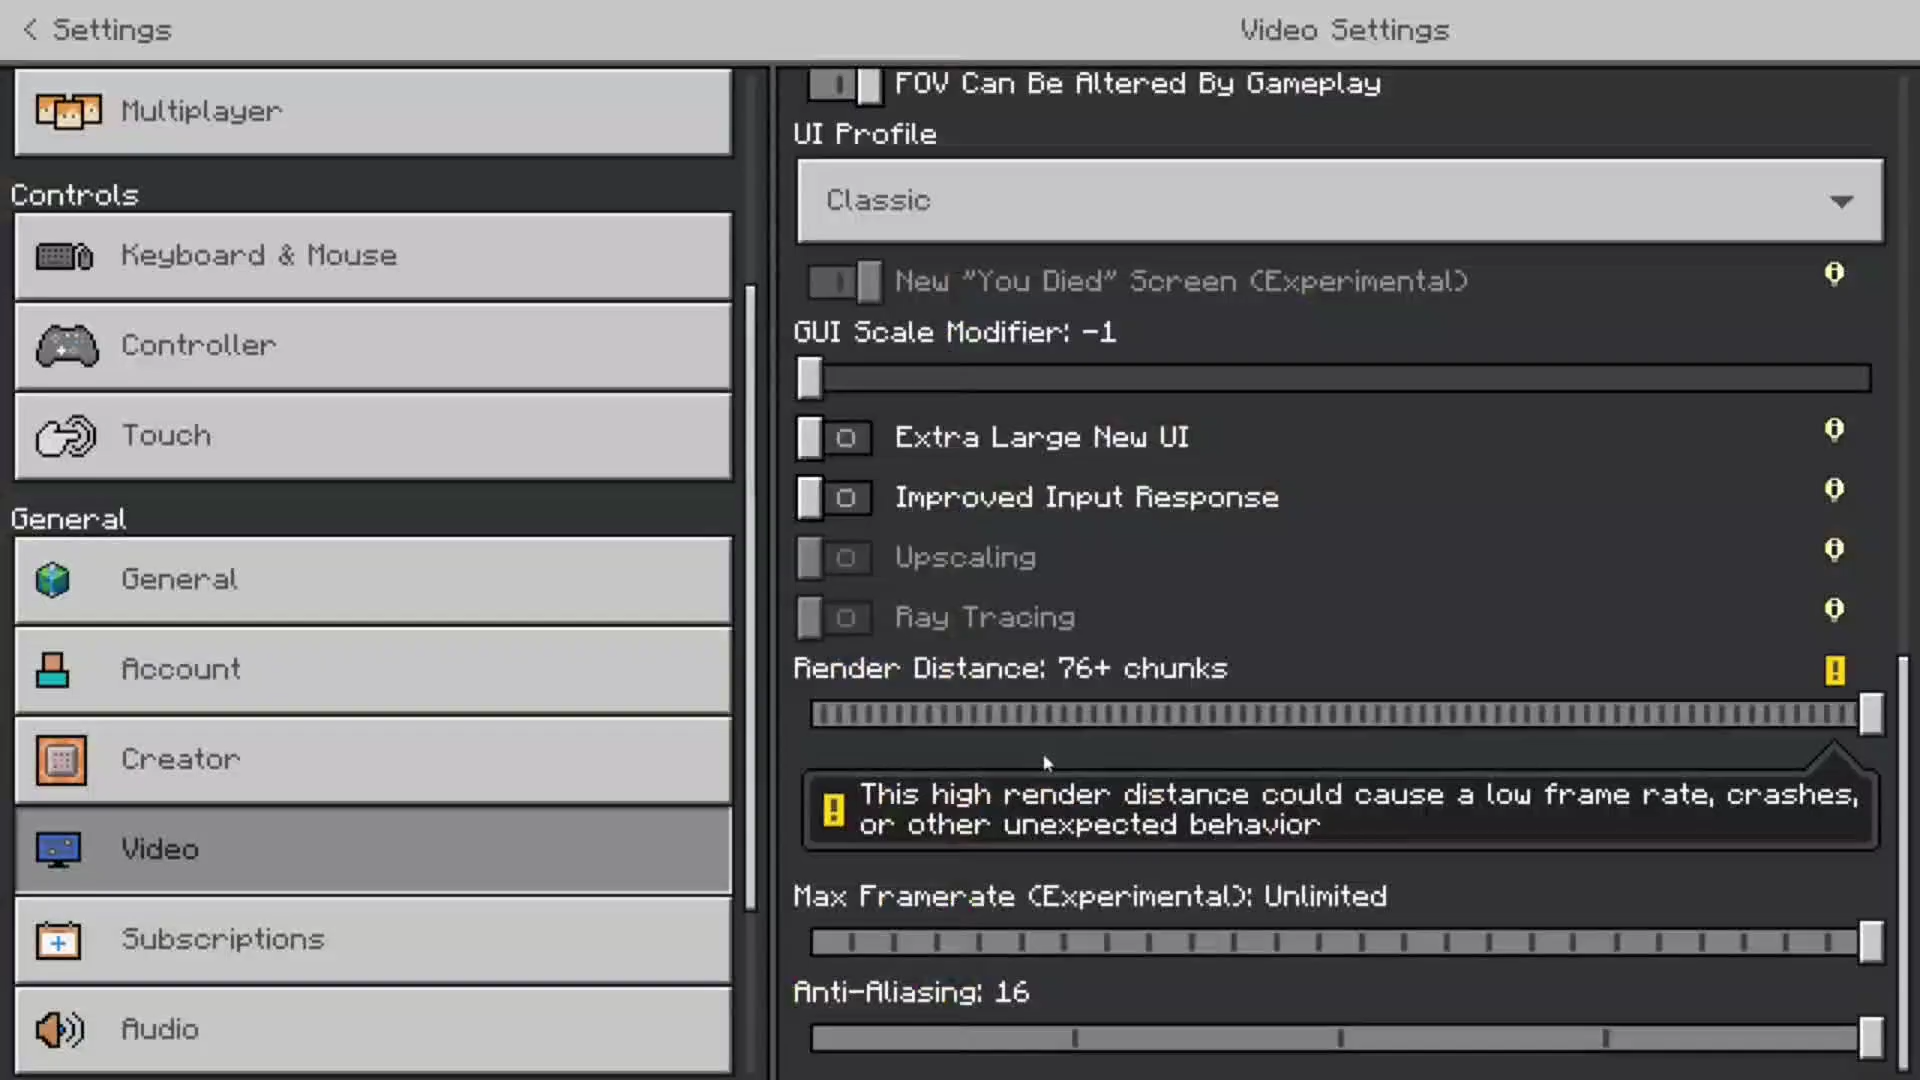 Settings
Video Settings
Multiplayer
Controls
Keyboard & Mouse
Controller
Touch
General
General
Account
Creator
Video
Subscriptions
Audio
FOV Can Be Altered By Gameplay
UI Profile
Classic
New "You Died" Screen (Experimental)
GUI Scale Modifier: -1
Extra Large New UI
Improved Input Response
Upscaling
Ray Tracing
Render Distance: 76+ chunks
This high render distance could cause a low frame rate, crashes,
or other unexpected behavior
Max Framerate (Experimental): Unlimited
Anti-Aliasing: 16